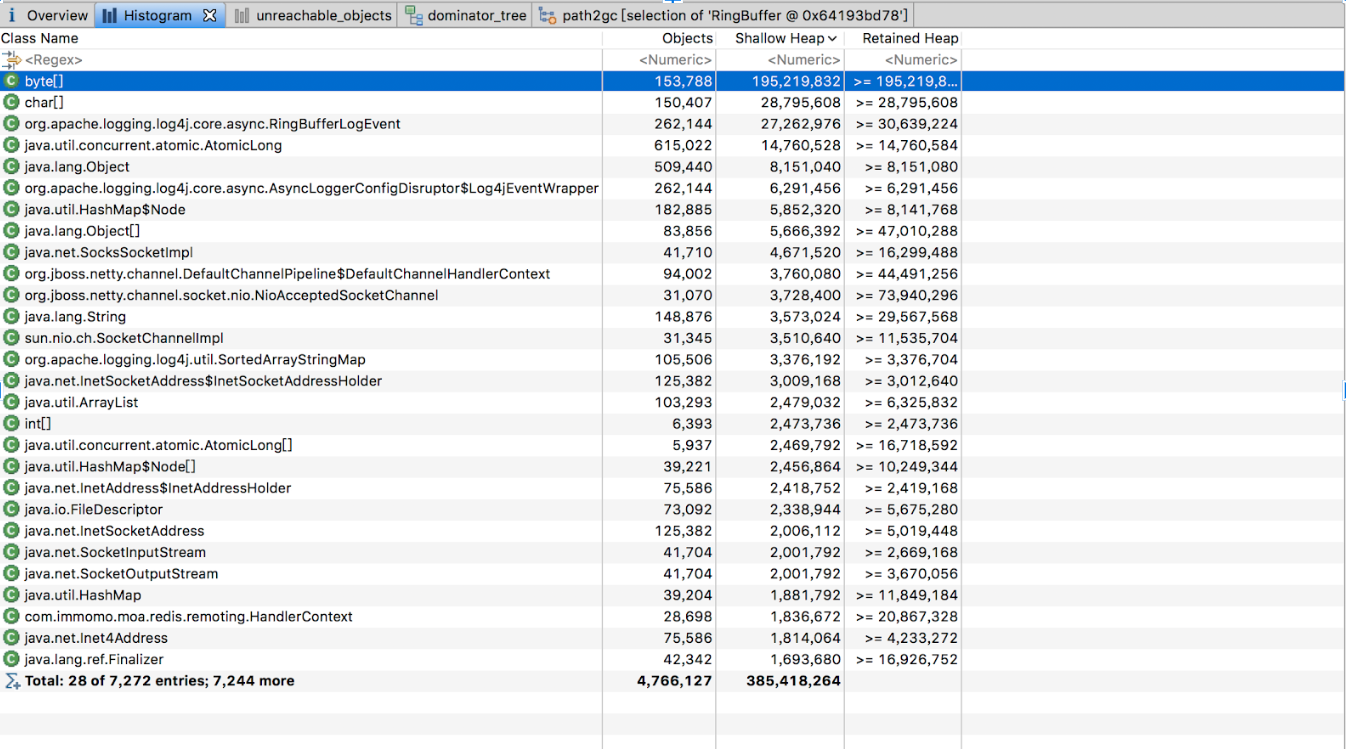 i Overview Histogram unreachable_objects dominator_tree path2gc [selection of 'RingBuffer @ 0x64193bd78']
Class Name Objects Shallow Heap Retained Heap
<Regex> <Numeric> <Numeric> <Numeric>
byte[] 153,788 195,219,832 >= 195,219,8...
char[] 150,407 28,795,608 >= 28,795,608
org.apache.logging.log4j.core.async.RingBufferLogEvent 262,144 27,262,976 >= 30,639,224
java.util.concurrent.atomic.AtomicLong 615,022 14,760,528 >= 14,760,584
java.lang.Object 509,440 8,151,040 >= 8,151,080
org.apache.logging.log4j.core.async.AsyncLoggerConfigDisruptor$Log4jEventWrapper 262,144 6,291,456 >= 6,291,456
java.util.HashMap$Node 182,885 5,852,320 >= 8,141,768
java.lang.Object[] 83,856 5,666,392 >= 47,010,288
java.net.SocksSocketImpl 41,710 4,671,520 >= 16,299,488
org.jboss.netty.channel.DefaultChannelPipeline$DefaultChannelHandlerContext 94,002 3,760,080 >= 44,491,256
org.jboss.netty.channel.socket.nio.NioAcceptedSocketChannel 31,070 3,728,400 >= 73,940,296
java.lang.String 148,876 3,573,024 >= 29,567,568
sun.nio.ch.SocketChannelImpl 31,345 3,510,640 >= 11,535,704
org.apache.logging.log4j.util.SortedArrayStringMap 105,506 3,376,192 >= 3,376,704
java.net.InetSocketAddress$InetSocketAddressHolder 125,382 3,009,168 >= 3,012,640
java.util.ArrayList 103,293 2,479,032 >= 6,325,832
int[] 6,393 2,473,736 >= 2,473,736
java.util.concurrent.atomic.AtomicLong[] 5,937 2,469,792 >= 16,718,592
java.util.HashMap$Node[] 39,221 2,456,864 >= 10,249,344
java.net.InetAddress$InetAddressHolder 75,586 2,418,752 >= 2,419,168
java.io.FileDescriptor 73,092 2,338,944 >= 5,675,280
java.net.InetSocketAddress 125,382 2,006,112 >= 5,019,448
java.net.SocketInputStream 41,704 2,001,792 >= 2,669,168
java.net.SocketOutputStream 41,704 2,001,792 >= 3,670,056
java.util.HashMap 39,204 1,881,792 >= 11,849,184
com.immomo.moa.redis.remoting.HandlerContext 28,698 1,836,672 >= 20,867,328
java.net.Inet4Address 75,586 1,814,064 >= 4,233,272
java.lang.ref.Finalizer 42,342 1,693,680 >= 16,926,752
Total: 28 of 7,272 entries; 7,244 more 4,766,127 385,418,264